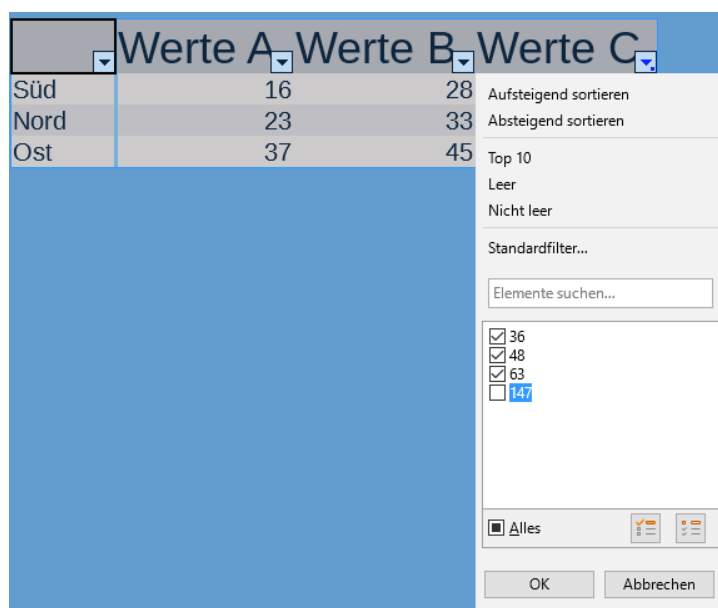 Werte A Werte B Werte C
Süd 16 28
Nord 23 33
Ost 37 45
Aufsteigend sortieren
Absteigend sortieren
Top 10
Leer
Nicht leer
Standardfilter...
Elemente suchen...
36
48
63
147
Alles
OK Abbrechen